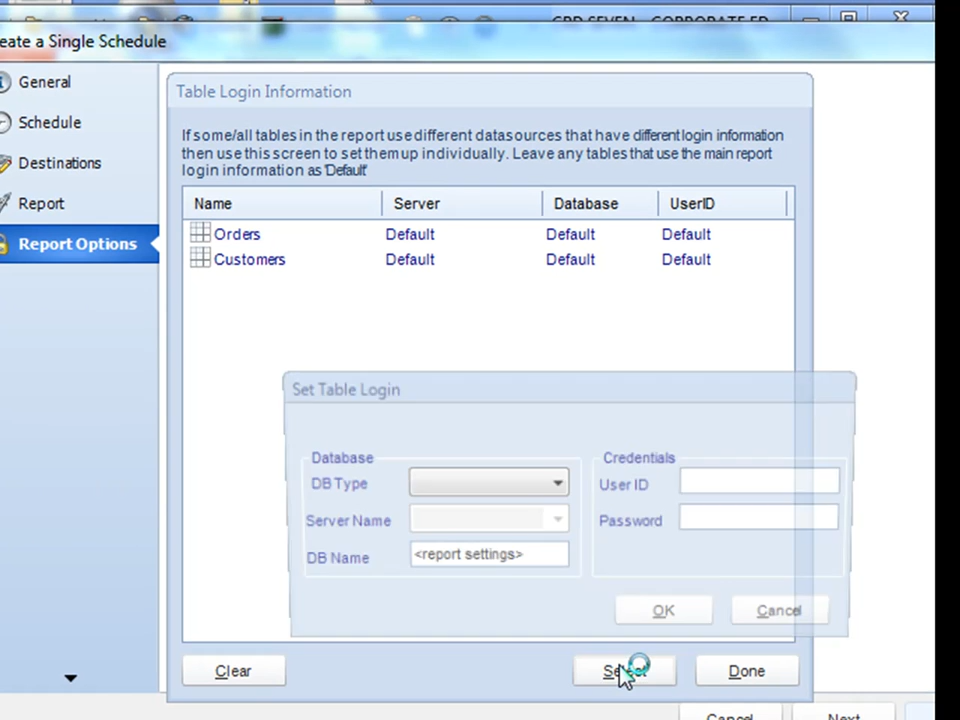 CRD SEVEN - CORPORATE ED
eate a Single Schedule
General
Schedule
Destinations
Report
Report Options
Table Login Information
If some/all tables in the report use different datasources that have different login information
then use this screen to set them up individually. Leave any tables that use the main report
login information as 'Default'
Name Server Database UserID
Orders Default Default Default
Customers Default Default Default
Set Table Login
Database
DB Type
Server Name
DB Name <report settings>
Credentials
User ID
Password
OK Cancel
Clear Done
Cancel Next